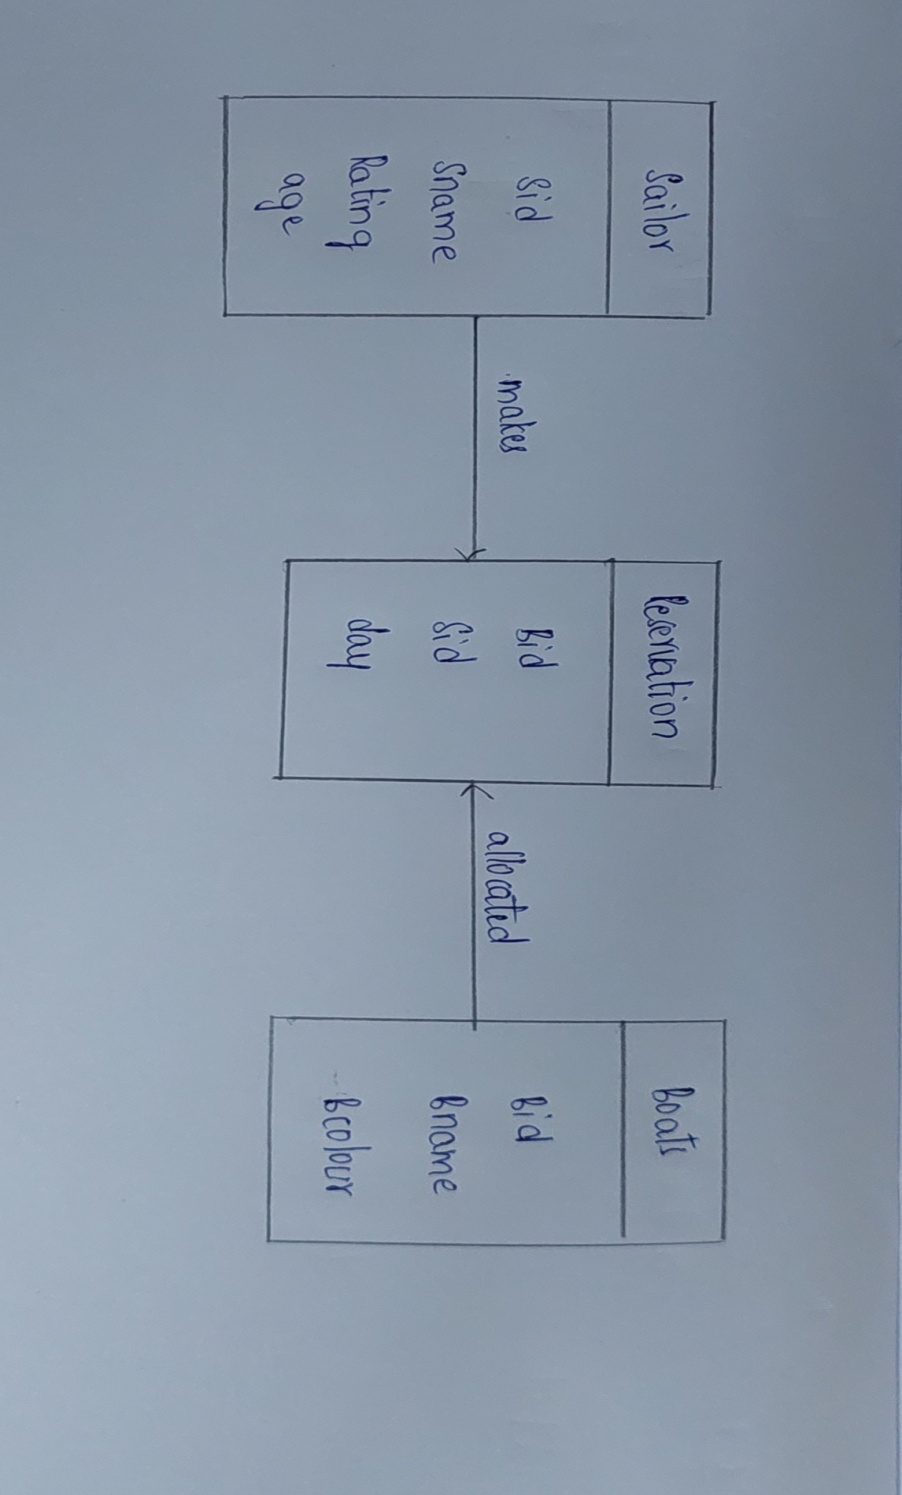 Sailor
Sid
Sname
Rating
age
makes
Reservation
Bid
Sid
day
allocated
Boats
Bid
Bname
Bcolour